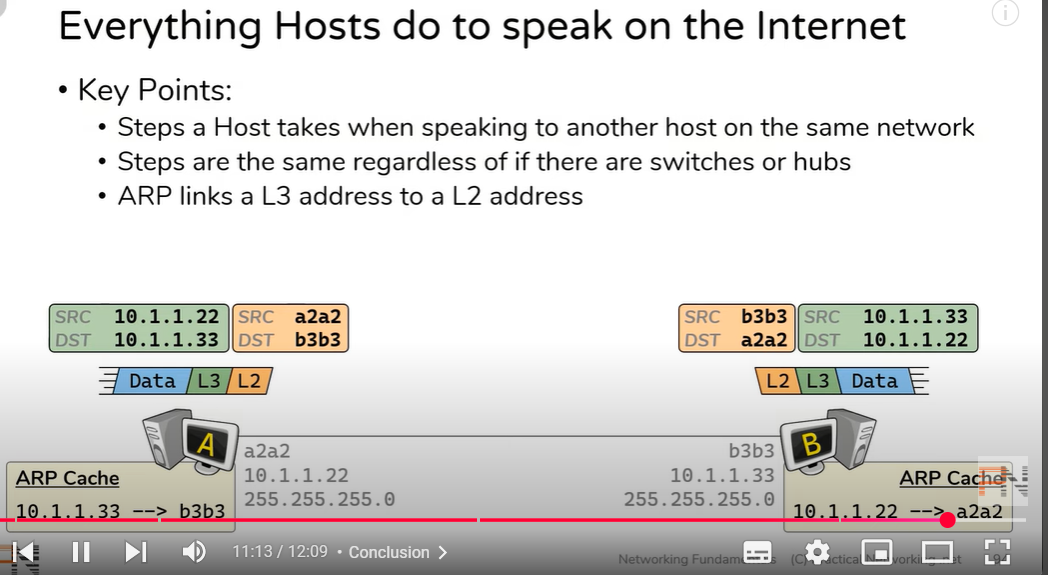 Everything Hosts do to speak on the Internet
• Key Points:
• Steps a Host takes when speaking to another host on the same network
• Steps are the same regardless of if there are switches or hubs
• ARP links a L3 address to a L2 address
SRC 10.1.1.22 SRC a2a2
DST 10.1.1.33 DST b3b3
SRC b3b3 SRC 10.1.1.33
DST a2a2 DST 10.1.1.22
Data L3 L2
L2 L3 Data
A
B
a2a2
10.1.1.22
255.255.255.0
b3b3
10.1.1.33
255.255.255.0
ARP Cache
10.1.1.33 --> b3b3
ARP Cache
10.1.1.22 --> a2a2
11:13 / 12:09 • Conclusion
Networking